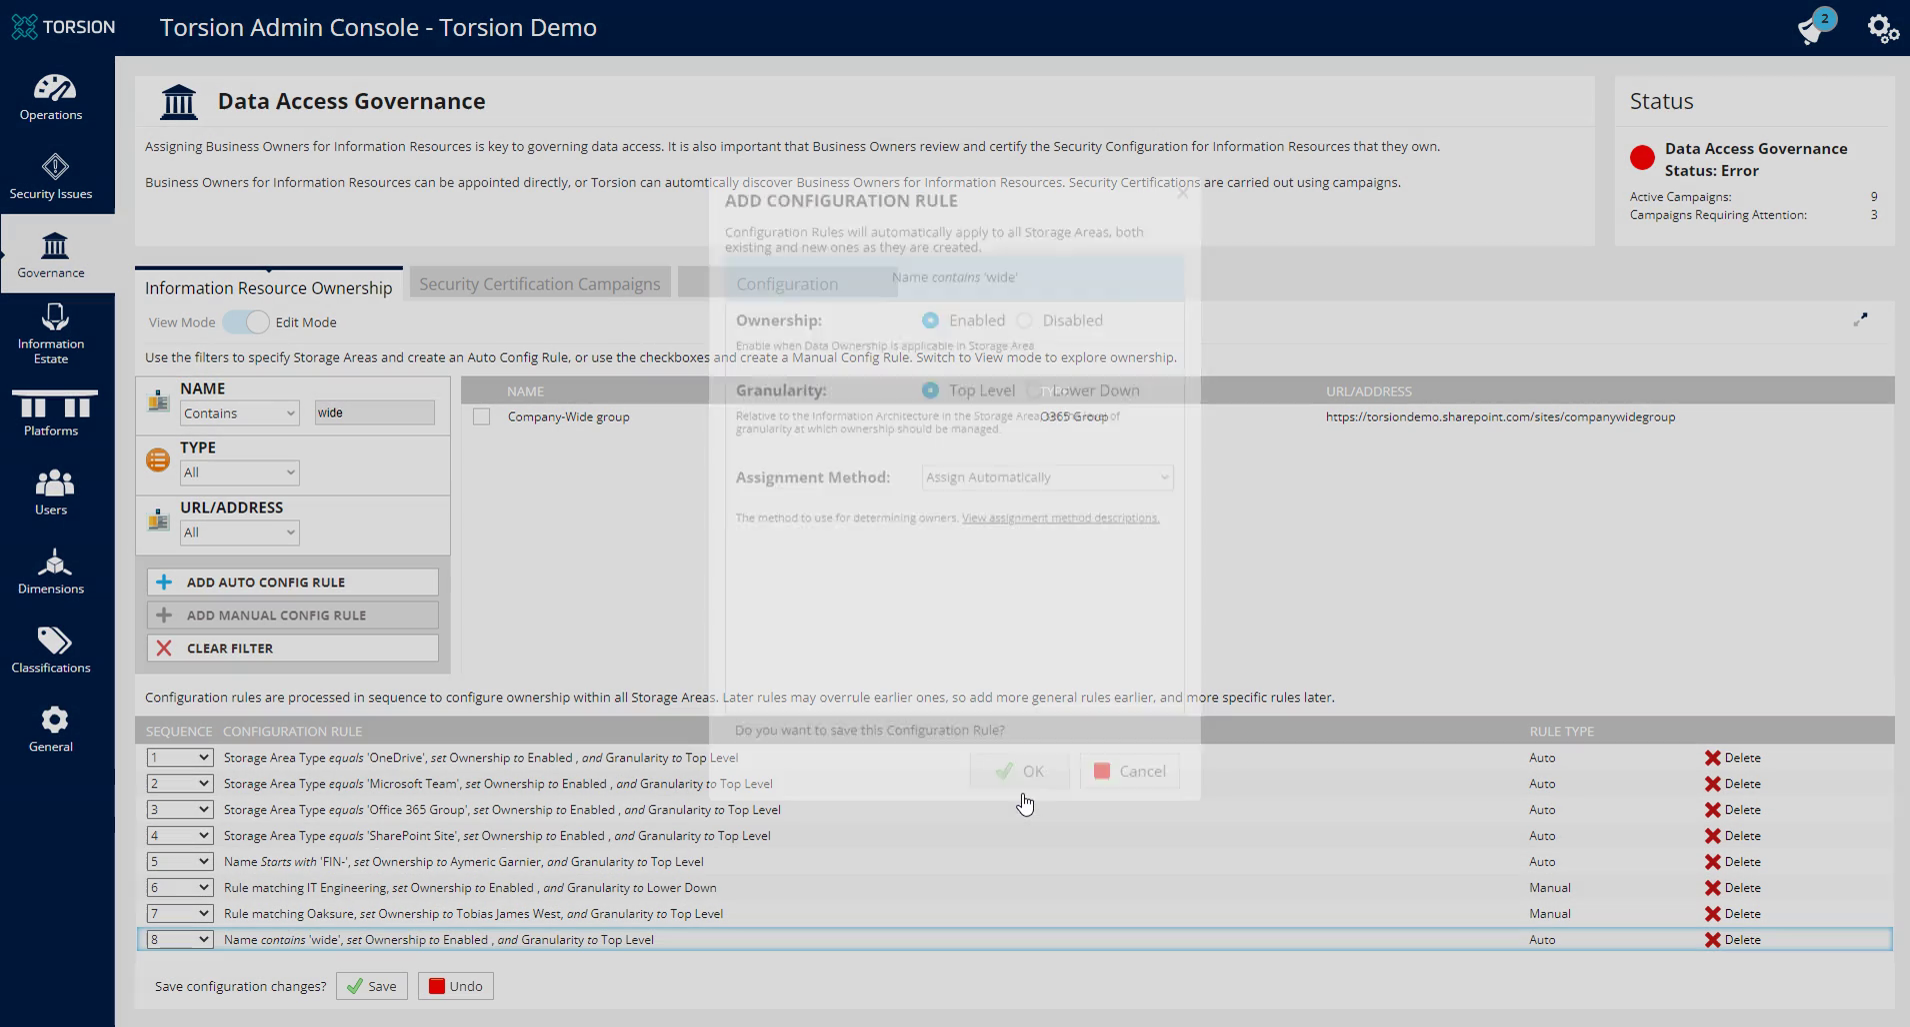 TORSION
Torsion Admin Console - Torsion Demo
2
Operations
Security Issues
Governance
Information
Estate
Platforms
Users
Dimensions
Classifications
General
Data Access Governance
Assigning Business Owners for Information Resources is key to governing data access. It is also important that Business Owners review and certify the Security Configuration for Information Resources that they own.
Business Owners for Information Resources can be appointed directly, or Torsion can automtically discover Business Owners for Information Resources. Security Certifications are carried out using campaigns.
Status
Data Access Governance
Status: Error
Active Campaigns: 9
Campaigns Requiring Attention: 3
Information Resource Ownership
Security Certification Campaigns
View Mode Edit Mode
Use the filters to specify Storage Areas and create an Auto Config Rule, or use the checkboxes and create a Manual Config Rule. Switch to View mode to explore ownership.
NAME
Contains wide
TYPE
All
URL/ADDRESS
All
ADD AUTO CONFIG RULE
ADD MANUAL CONFIG RULE
CLEAR FILTER
NAME TYPE URL/ADDRESS
Company-Wide group O365 Group https://torsiondemo.sharepoint.com/sites/companywidegroup
ADD CONFIGURATION RULE
Configuration Rules will automatically apply to all Storage Areas, both
existing and new ones as they are created.
Configuration
Name contains 'wide'
Ownership: Enabled Disabled
Enable when Data Ownership is applicable in Storage Area
Granularity: Top Level Lower Down
Relative to the Information Architecture in the Storage Area, of
granularity at which ownership should be managed.
Assignment Method: Assign Automatically
The method to use for determining owners. View assignment method descriptions.
Do you want to save this Configuration Rule?
OK Cancel
Configuration rules are processed in sequence to configure ownership within all Storage Areas. Later rules may overrule earlier ones, so add more general rules earlier, and more specific rules later.
SEQUENCE CONFIGURATION RULE RULE TYPE
1 Storage Area Type equals 'OneDrive', set Ownership to Enabled , and Granularity to Top Level Auto Delete
2 Storage Area Type equals 'Microsoft Team', set Ownership to Enabled , and Granularity to Top Level Auto Delete
3 Storage Area Type equals 'Office 365 Group', set Ownership to Enabled , and Granularity to Top Level Auto Delete
4 Storage Area Type equals 'SharePoint Site', set Ownership to Enabled , and Granularity to Top Level Auto Delete
5 Name Starts with 'FIN-', set Ownership to Aymeric Garnier, and Granularity to Top Level Auto Delete
6 Rule matching IT Engineering, set Ownership to Enabled , and Granularity to Lower Down Manual Delete
7 Rule matching Oaksure, set Ownership to Tobias James West, and Granularity to Top Level Manual Delete
8 Name contains 'wide', set Ownership to Enabled , and Granularity to Top Level Auto Delete
Save configuration changes? Save Undo